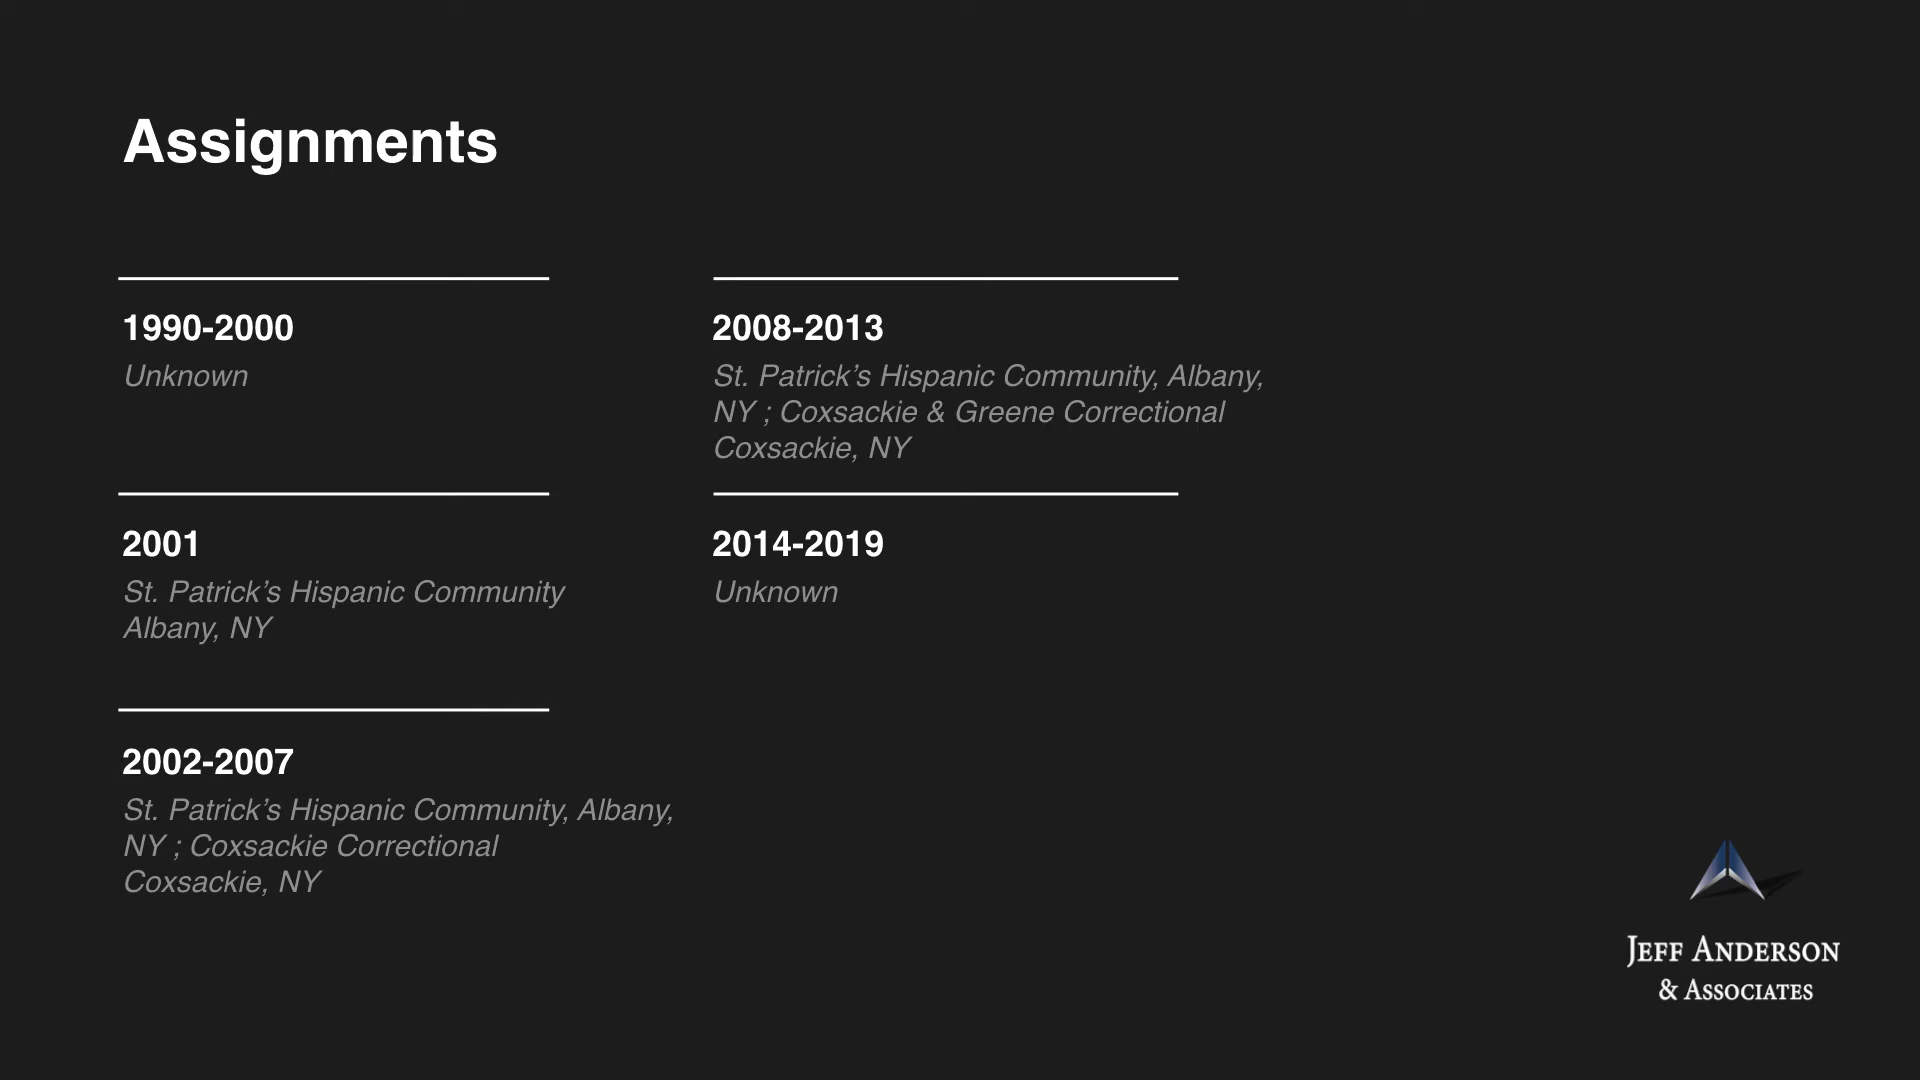 Assignments
1990-2000
Unknown
2001
St. Patrick’s Hispanic Community
Albany, NY
2002-2007
St. Patrick’s Hispanic Community, Albany,
NY ; Coxsackie Correctional
Coxsackie, NY
2008-2013
St. Patrick’s Hispanic Community, Albany,
NY ; Coxsackie & Greene Correctional
Coxsackie, NY
2014-2019
Unknown
JEFF ANDERSON
& ASSOCIATES